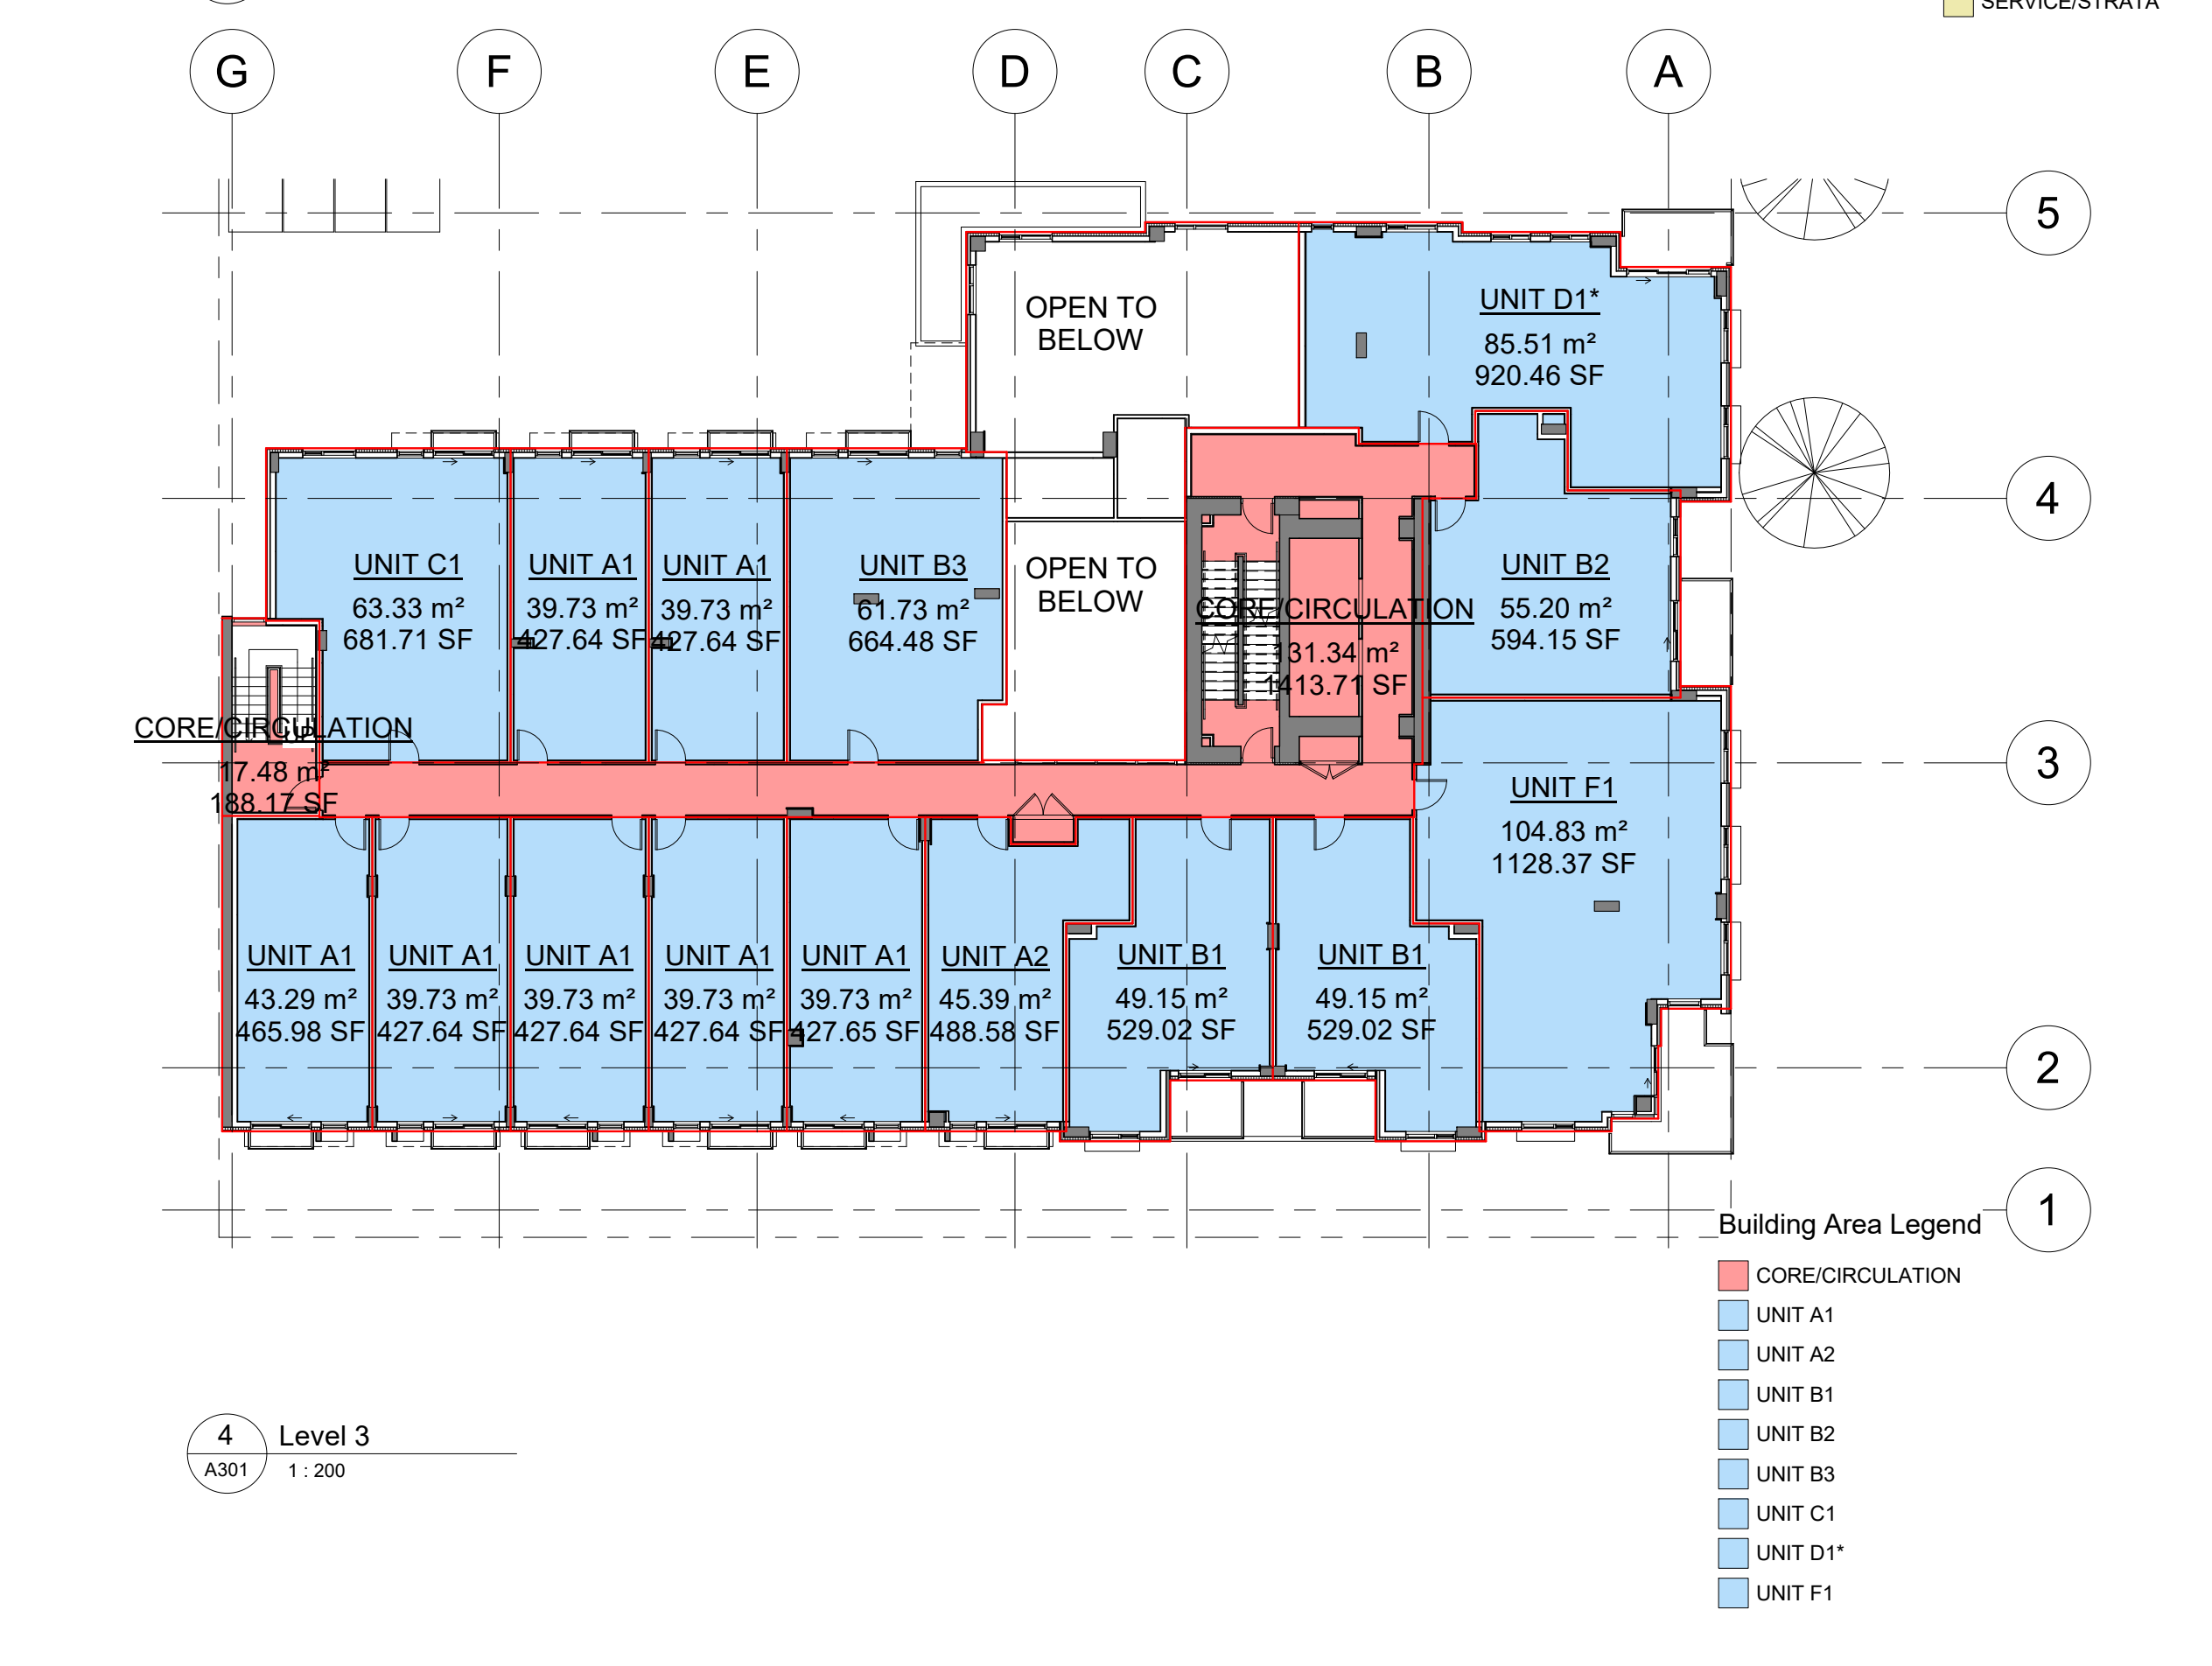 SERVICE/STRATA
G
F
E
D
C
B
A
5
OPEN TO
BELOW
UNIT D1*
85.51 m²
920.46 SF
4
UNIT C1
63.33 m²
681.71 SF
UNIT A1
39.73 m²
427.64 SF
UNIT A1
39.73 m²
427.64 SF
UNIT B3
61.73 m²
664.48 SF
OPEN TO
BELOW
CORE/CIRCULATION
131.34 m²
1413.71 SF
UNIT B2
55.20 m²
594.15 SF
CORE/CIRCULATION
UP
17.48 m²
188.17 SF
3
UNIT F1
104.83 m²
1128.37 SF
UNIT A1
43.29 m²
465.98 SF
UNIT A1
39.73 m²
427.64 SF
UNIT A1
39.73 m²
427.64 SF
UNIT A1
39.73 m²
427.64 SF
UNIT A1
39.73 m²
427.65 SF
UNIT A2
45.39 m²
488.58 SF
UNIT B1
49.15 m²
529.02 SF
UNIT B1
49.15 m²
529.02 SF
2
1
Building Area Legend
CORE/CIRCULATION
UNIT A1
UNIT A2
UNIT B1
UNIT B2
UNIT B3
UNIT C1
UNIT D1*
UNIT F1
4
A301
Level 3
1 : 200